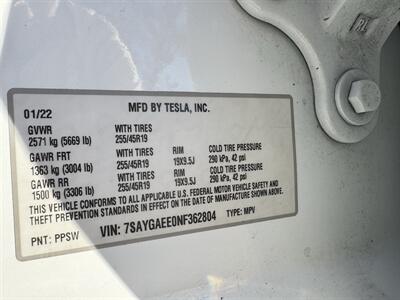 RL
01/22 MFD BY TESLA, INC.
GVWR WITH TIRES
2571 kg (5669 lb) 255/45R19
GAWR FRT WITH TIRES RIM COLD TIRE PRESSURE
1363 kg (3004 lb) 255/45R19 19X9.5J 290 kPa, 42 psi
GAWR RR WITH TIRES RIM COLD TIRE PRESSURE
1500 kg (3306 lb) 255/45R19 19X9.5J 290 kPa, 42 psi
THIS VEHICLE CONFORMS TO ALL APPLICABLE U.S. FEDERAL MOTOR VEHICLE SAFETY AND
THEFT PREVENTION STANDARDS IN EFFECT ON THE DATE OF MANUFACTURE SHOWN ABOVE.
PNT: PPSW VIN: 7SAYGAEE0NF362804 TYPE: MPV